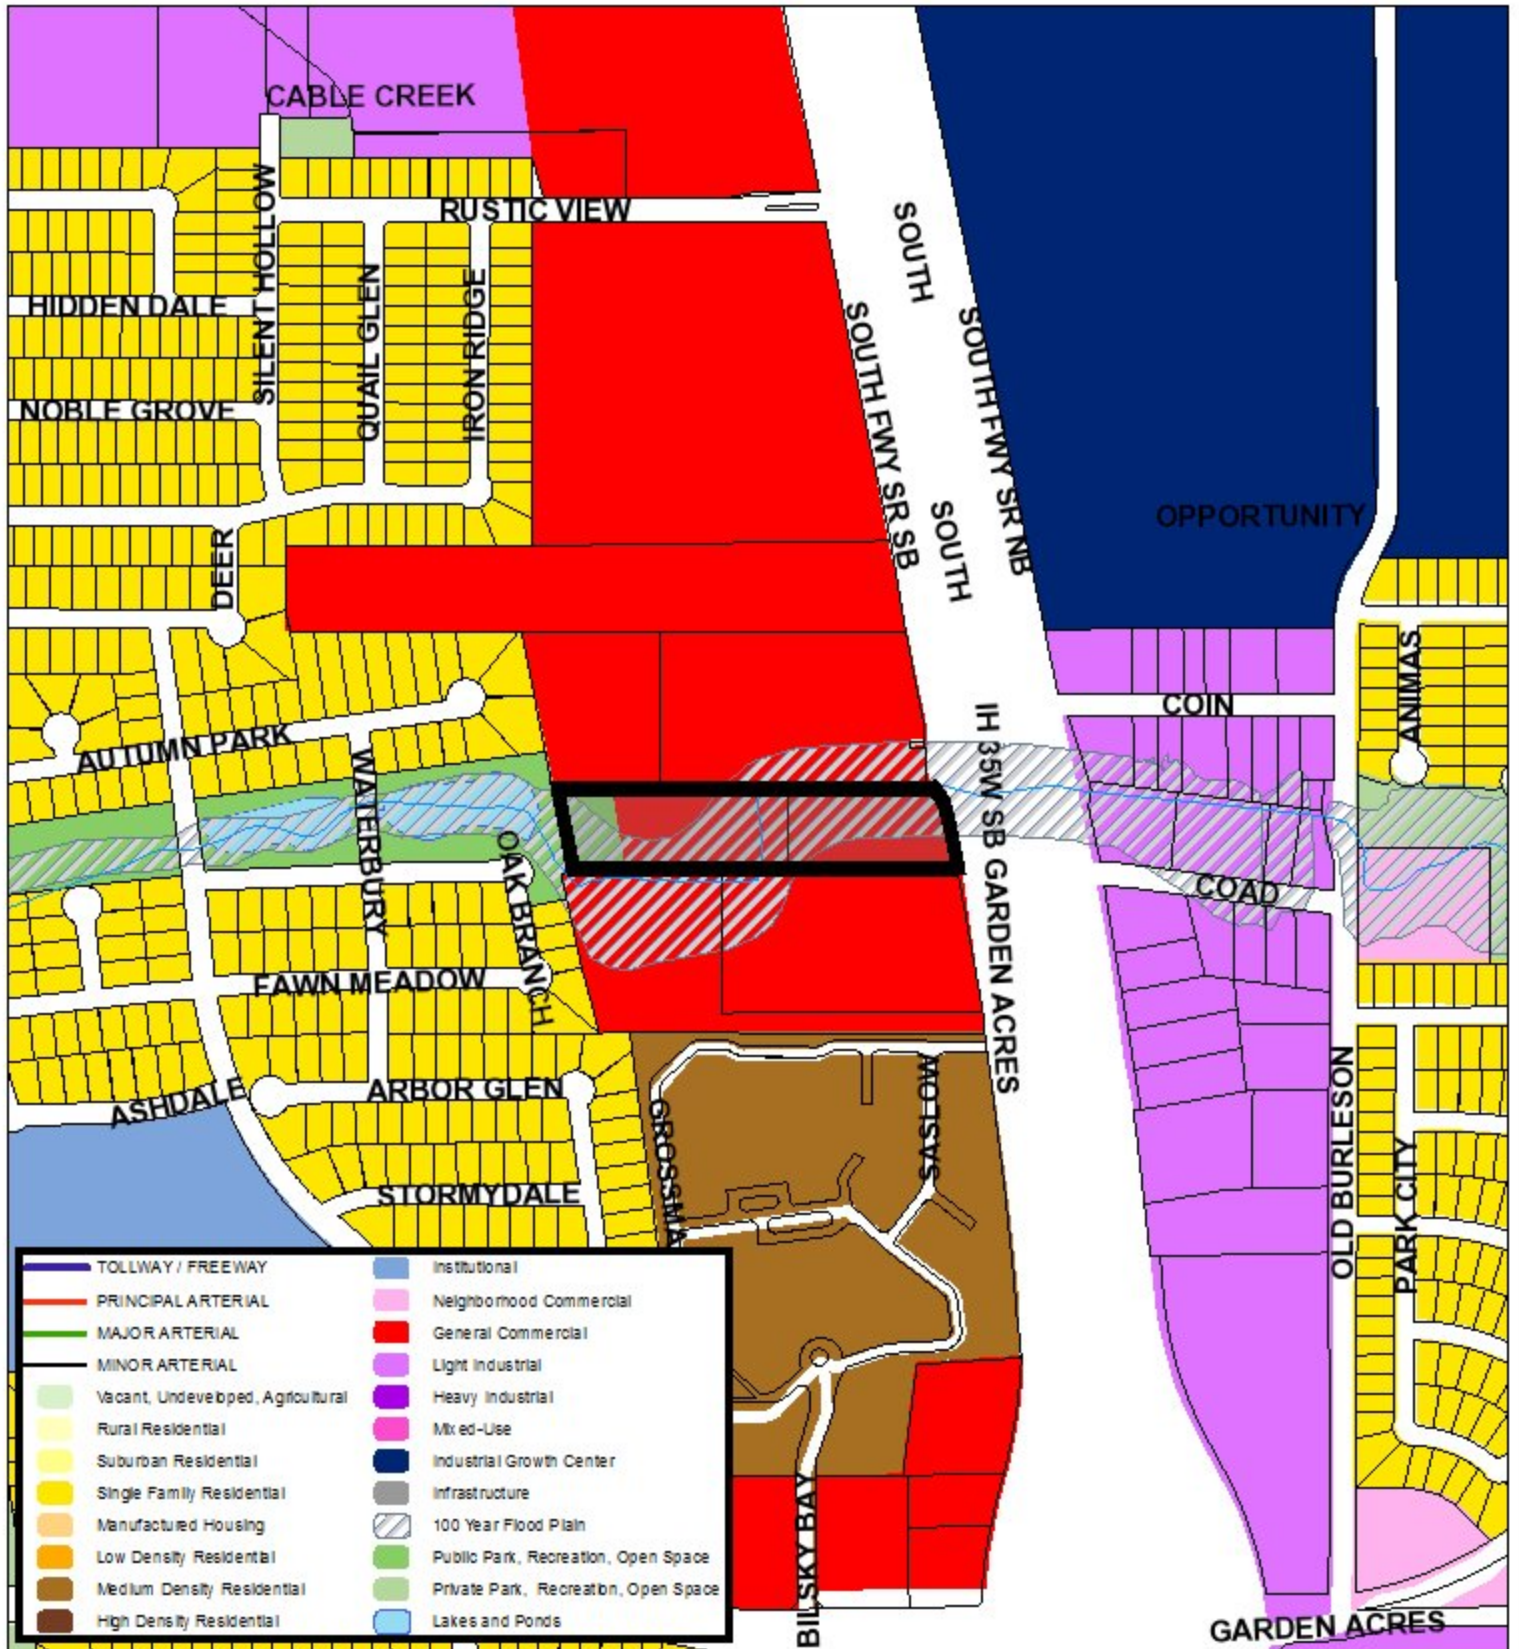 CABLE CREEK
RUSTIC VIEW
SILENT HOLLOW
QUAIL GLEN
IRON RIDGE
HIDDEN DALE
NOBLE GROVE
SOUTH
SOUTH FWY SR SB
SOUTH FWY SR NB
SOUTH
OPPORTUNITY
DEER
COIN
ANIMAS
AUTUMN PARK
WATERBURY
IH 35W SB GARDEN ACRES
OAK BRANCH
COAD
FAWN MEADOW
ASHDALE
ARBOR GLEN
GROSSMA
MOLSAS
OLD BURLESON
PARK CITY
STORMYDALE
BILSKY BAY
GARDEN ACRES
TOLLWAY / FREEWAY
PRINCIPAL ARTERIAL
MAJOR ARTERIAL
MINOR ARTERIAL
Vacant, Undeveloped, Agricultural
Rural Residential
Suburban Residential
Single Family Residential
Manufactured Housing
Low Density Residential
Medium Density Residential
High Density Residential
Institutional
Neighborhood Commercial
General Commercial
Light Industrial
Heavy Industrial
Mixed-Use
Industrial Growth Center
Infrastructure
100 Year Flood Plain
Public Park, Recreation, Open Space
Private Park, Recreation, Open Space
Lakes and Ponds